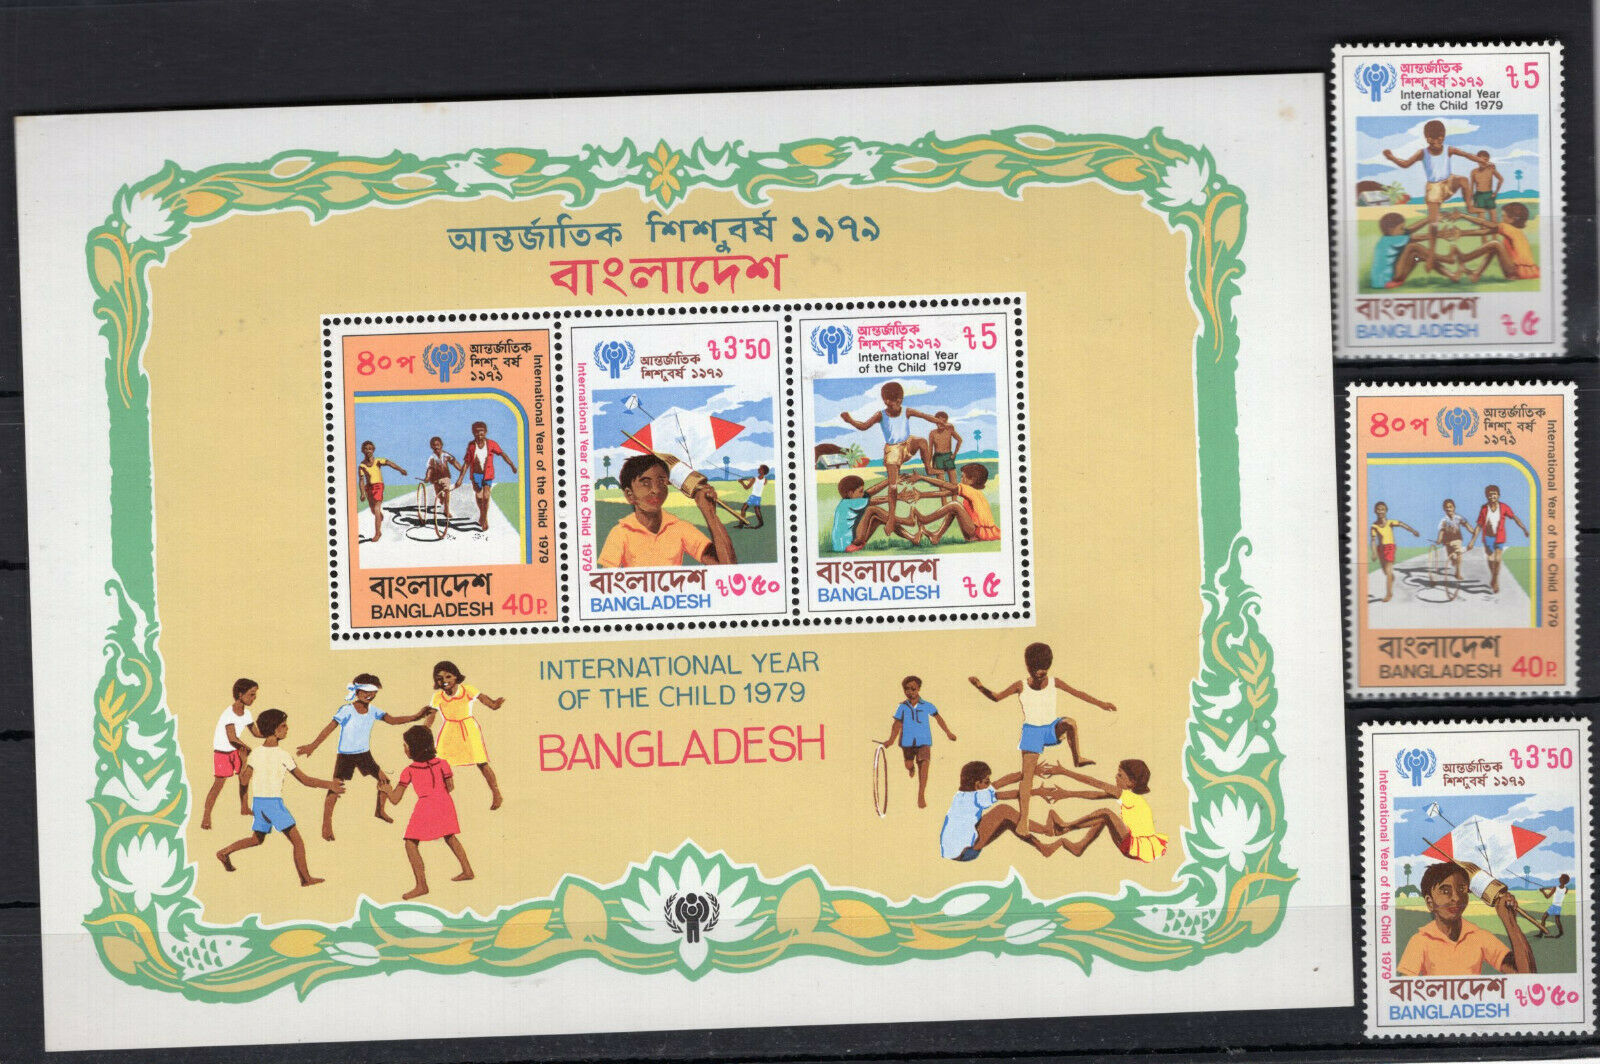 আন্তর্জাতিক শিশুবর্ষ ১৯৭৯
বাংলাদেশ
৪০ প
আন্তর্জাতিক
শিশু বর্ষ
১৯৭৯
International Year of the Child 1979
বাংলাদেশ
BANGLADESH
40 P.
আন্তর্জাতিক
শিশুবর্ষ ১৯৭৯
৳3·50
International Year of the Child 1979
বাংলাদেশ
BANGLADESH
৳৩·৫০
আন্তর্জাতিক
শিশুবর্ষ ১৯৭৯
International Year
of the Child 1979
৳5
বাংলাদেশ
BANGLADESH
৳৫
INTERNATIONAL YEAR
OF THE CHILD 1979
BANGLADESH
আন্তর্জাতিক
শিশুবর্ষ ১৯৭৯
International Year
of the Child 1979
৳5
বাংলাদেশ
BANGLADESH
৳৫
৪০ প
আন্তর্জাতিক
শিশু বর্ষ
১৯৭৯
International Year of the Child 1979
বাংলাদেশ
BANGLADESH
40 P.
আন্তর্জাতিক
শিশুবর্ষ ১৯৭৯
৳3·50
International Year of the Child 1979
বাংলাদেশ
BANGLADESH
৳৩·৫০